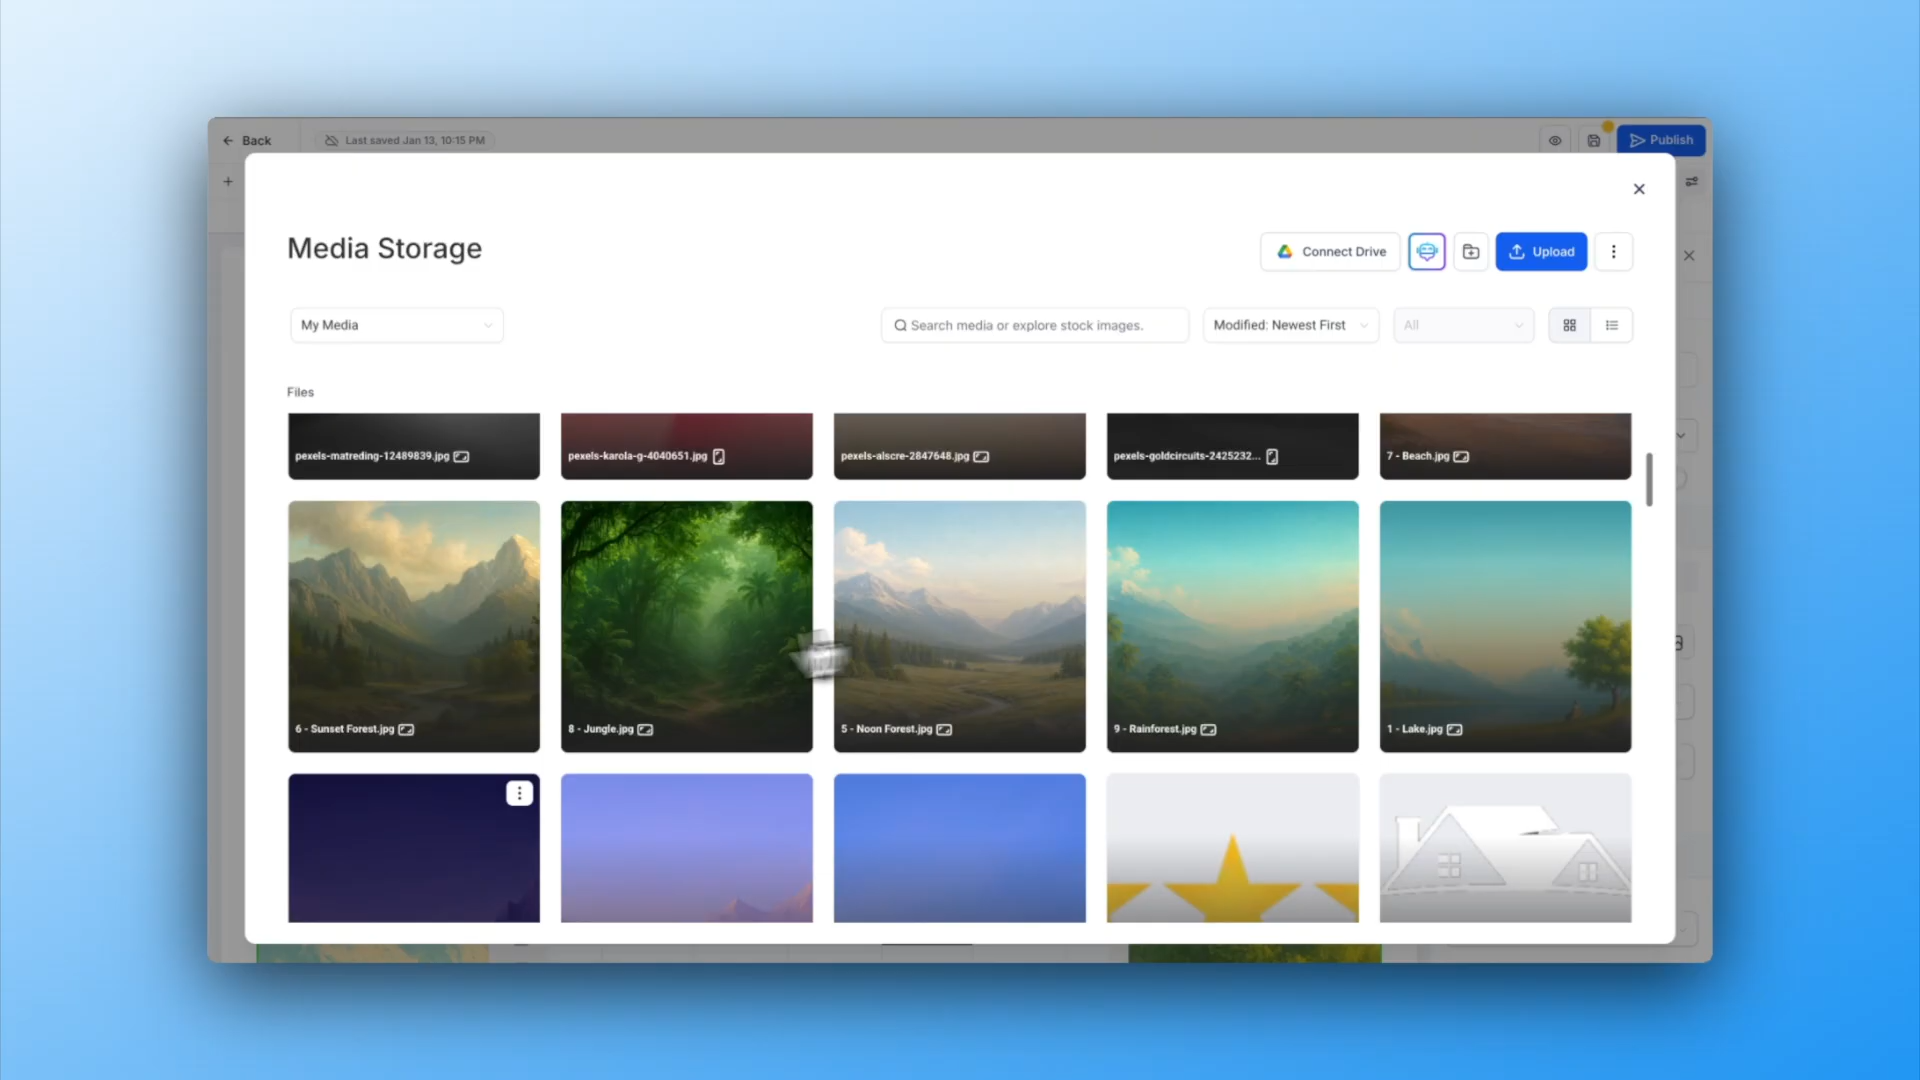 Back
Last saved Jan 13, 10:15 PM
Publish
Media Storage
Connect Drive
Upload
My Media
Search media or explore stock images.
Modified: Newest First
All
Files
pexels-matreding-12489839.jpg
pexels-karola-g-4040651.jpg
pexels-alscre-2847648.jpg
pexels-goldcircuits-2425232...
7 - Beach.jpg
6 - Sunset Forest.jpg
8 - Jungle.jpg
5 - Noon Forest.jpg
9 - Rainforest.jpg
1 - Lake.jpg